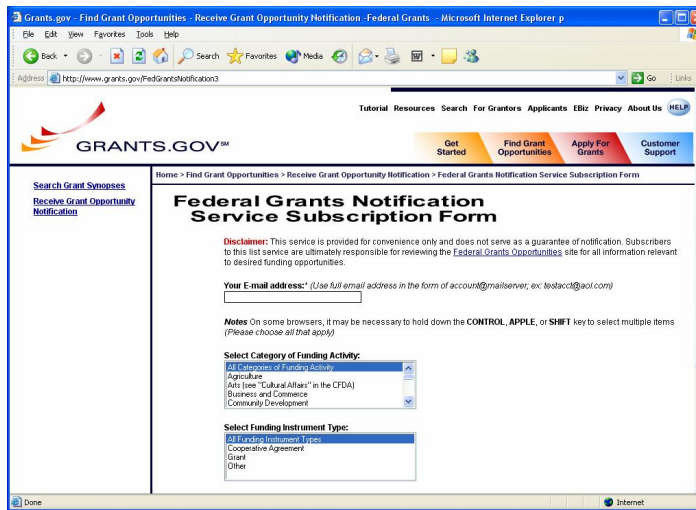 Grants.gov - Find Grant Opportunities - Receive Grant Opportunity Notification -Federal Grants - Microsoft Internet Explorer p
File Edit View Favorites Tools Help
Back Search Favorites Media
Address http://www.grants.gov/FedGrantsNotification3 Go Links
Tutorial Resources Search For Grantors Applicants EBiz Privacy About Us HELP
GRANTS.GOV℠
Get Started
Find Grant Opportunities
Apply For Grants
Customer Support
Home > Find Grant Opportunities > Receive Grant Opportunity Notification > Federal Grants Notification Service Subscription Form
Search Grant Synopses
Receive Grant Opportunity
Notification
Federal Grants Notification
Service Subscription Form
Disclaimer: This service is provided for convenience only and does not serve as a guarantee of notification. Subscribers
to this list service are ultimately responsible for reviewing the Federal Grants Opportunities site for all information relevant
to desired funding opportunities.
Your E-mail address:* (Use full email address in the form of account@mailserver; ex: testacct@aol.com)
Notes On some browsers, it may be necessary to hold down the CONTROL, APPLE, or SHIFT key to select multiple items
(Please choose all that apply)
Select Category of Funding Activity:
All Categories of Funding Activity
Agriculture
Arts (see "Cultural Affairs" in the CFDA)
Business and Commerce
Community Development
Select Funding Instrument Type:
All Funding Instrument Types
Cooperative Agreement
Grant
Other
Done Internet